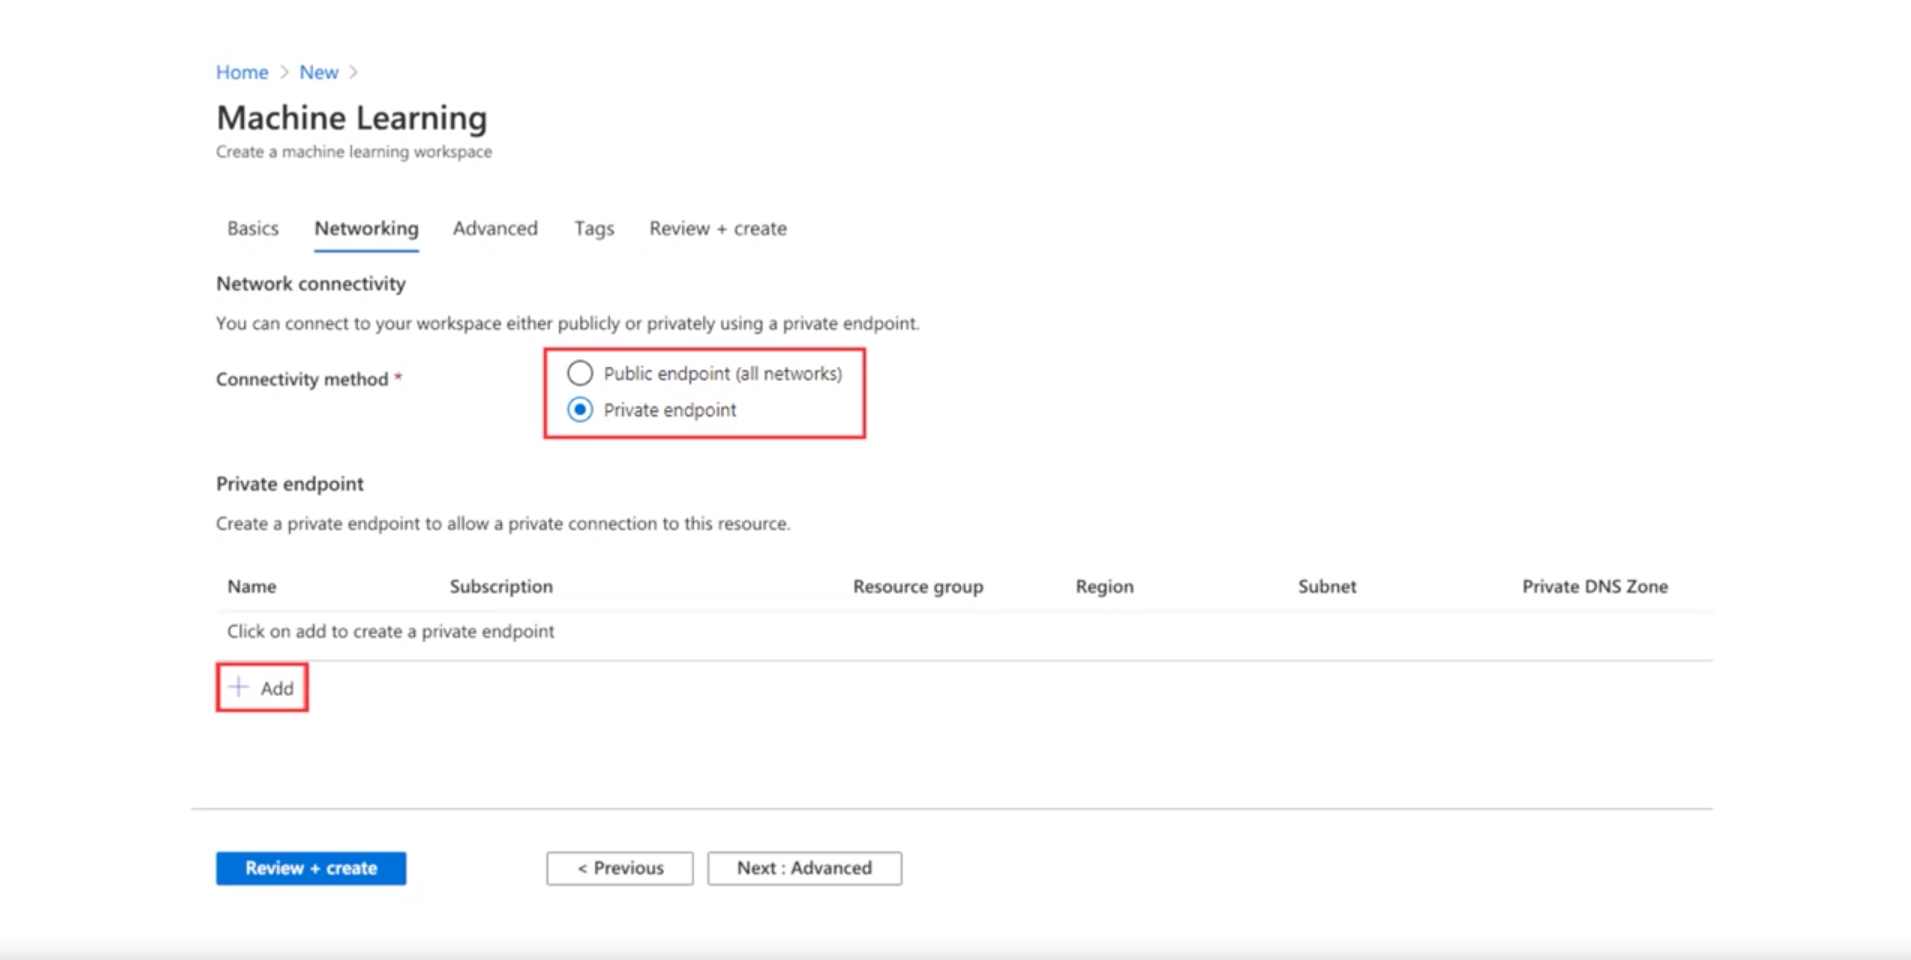 Home > New >
Machine Learning
Create a machine learning workspace
Basics Networking Advanced Tags Review + create
Network connectivity
You can connect to your workspace either publicly or privately using a private endpoint.
Connectivity method *
Public endpoint (all networks)
Private endpoint
Private endpoint
Create a private endpoint to allow a private connection to this resource.
Name Subscription Resource group Region Subnet Private DNS Zone
Click on add to create a private endpoint
+ Add
Review + create < Previous Next : Advanced